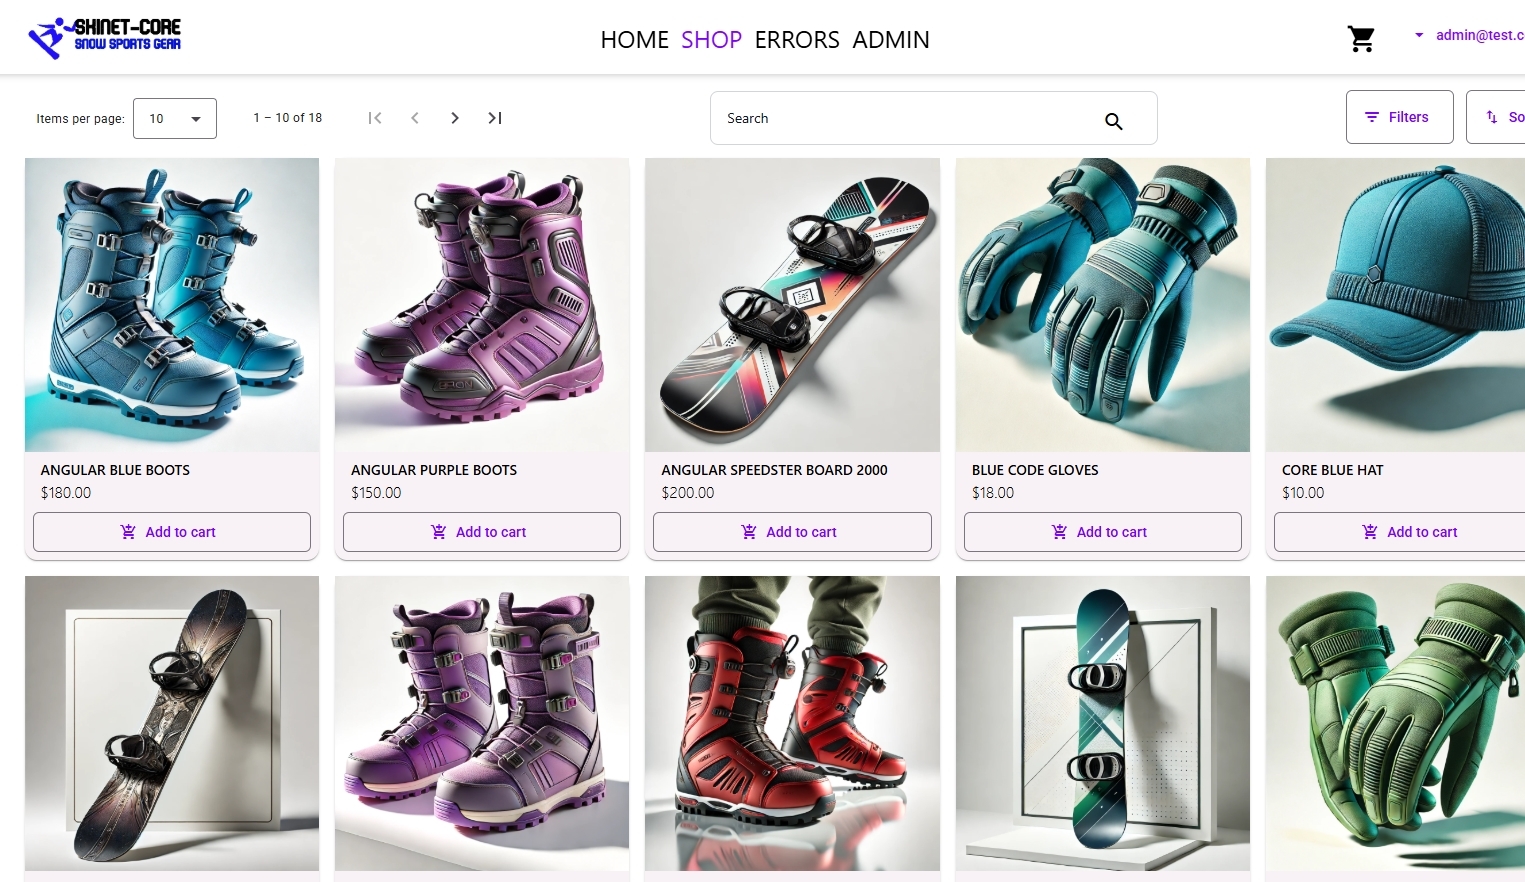 SKINET-CORE
SNOW SPORTS GEAR
HOME SHOP ERRORS ADMIN
admin@test.c
Items per page: 10 1 – 10 of 18
Search
Filters
So
ANGULAR BLUE BOOTS
$180.00
Add to cart
ANGULAR PURPLE BOOTS
$150.00
Add to cart
ANGULAR SPEEDSTER BOARD 2000
$200.00
Add to cart
BLUE CODE GLOVES
$18.00
Add to cart
CORE BLUE HAT
$10.00
Add to cart